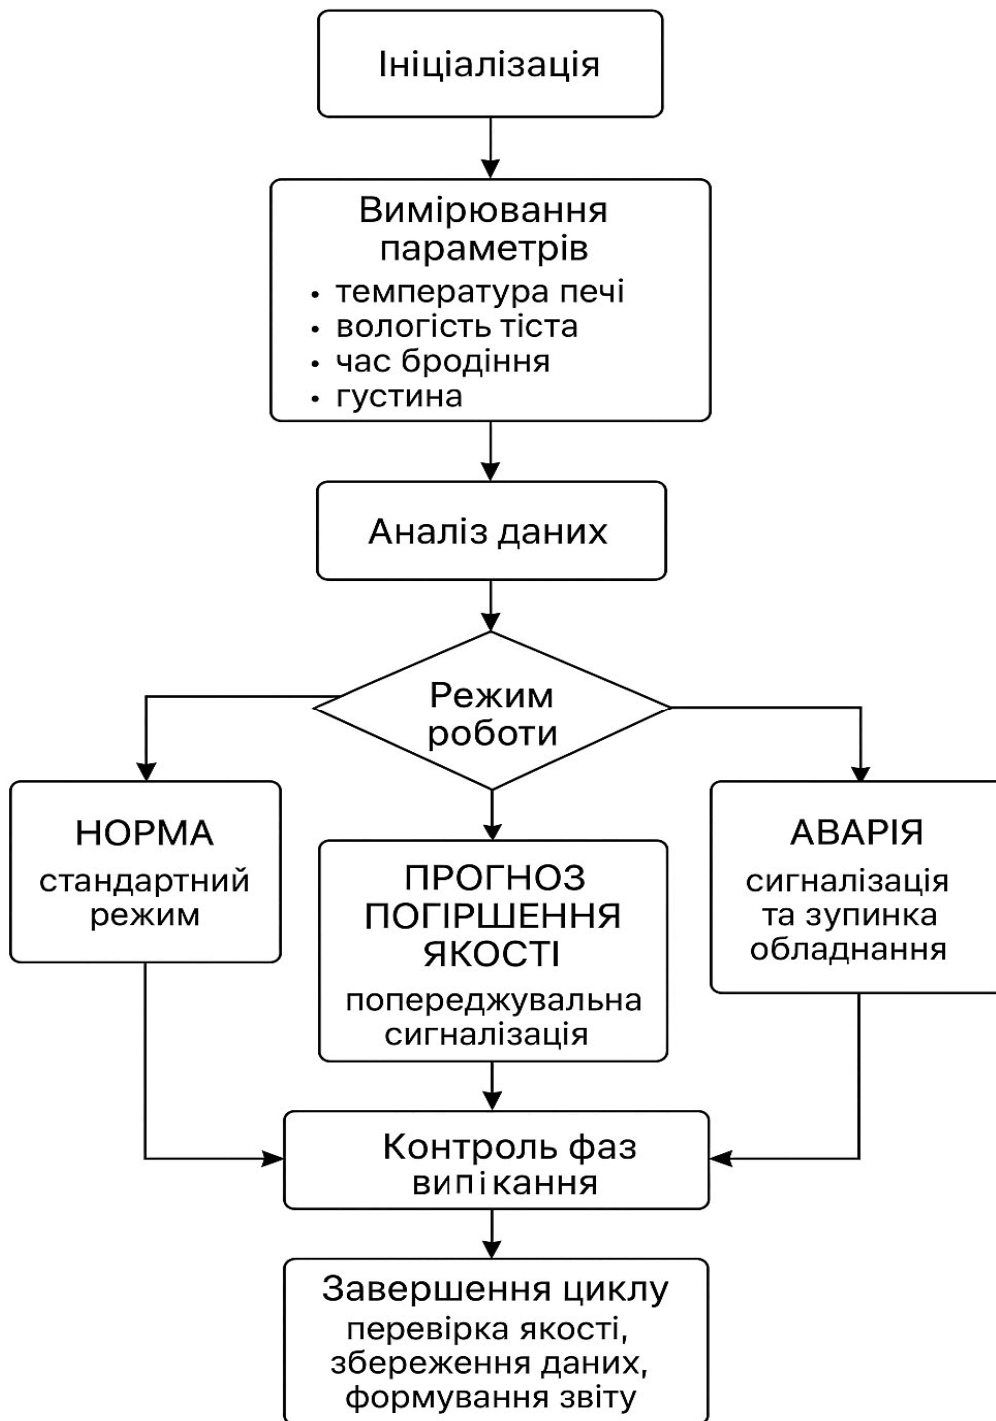 Ініціалізація
Вимірювання
параметрів
• температура печі
• вологість тіста
• час бродіння
• густина
Аналіз даних
Режим
роботи
НОРМА
стандартний
режим
ПРОГНОЗ
ПОГІРШЕННЯ
ЯКОСТІ
попереджувальна
сигналізація
АВАРІЯ
сигналізація
та зупинка
обладнання
Контроль фаз
випікання
Завершення циклу
перевірка якості,
збереження даних,
формування звіту